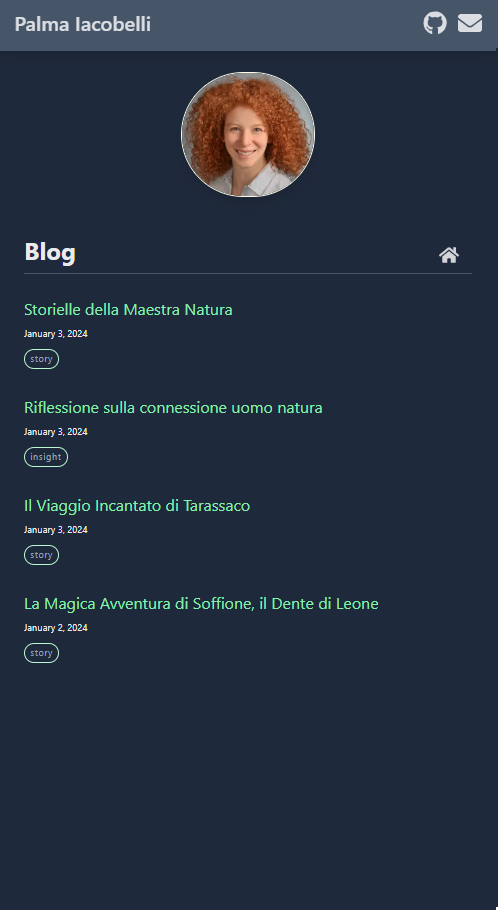 Palma Iacobelli
Blog
Storielle della Maestra Natura
January 3, 2024
story
Riflessione sulla connessione uomo natura
January 3, 2024
insight
Il Viaggio Incantato di Tarassaco
January 3, 2024
story
La Magica Avventura di Soffione, il Dente di Leone
January 2, 2024
story